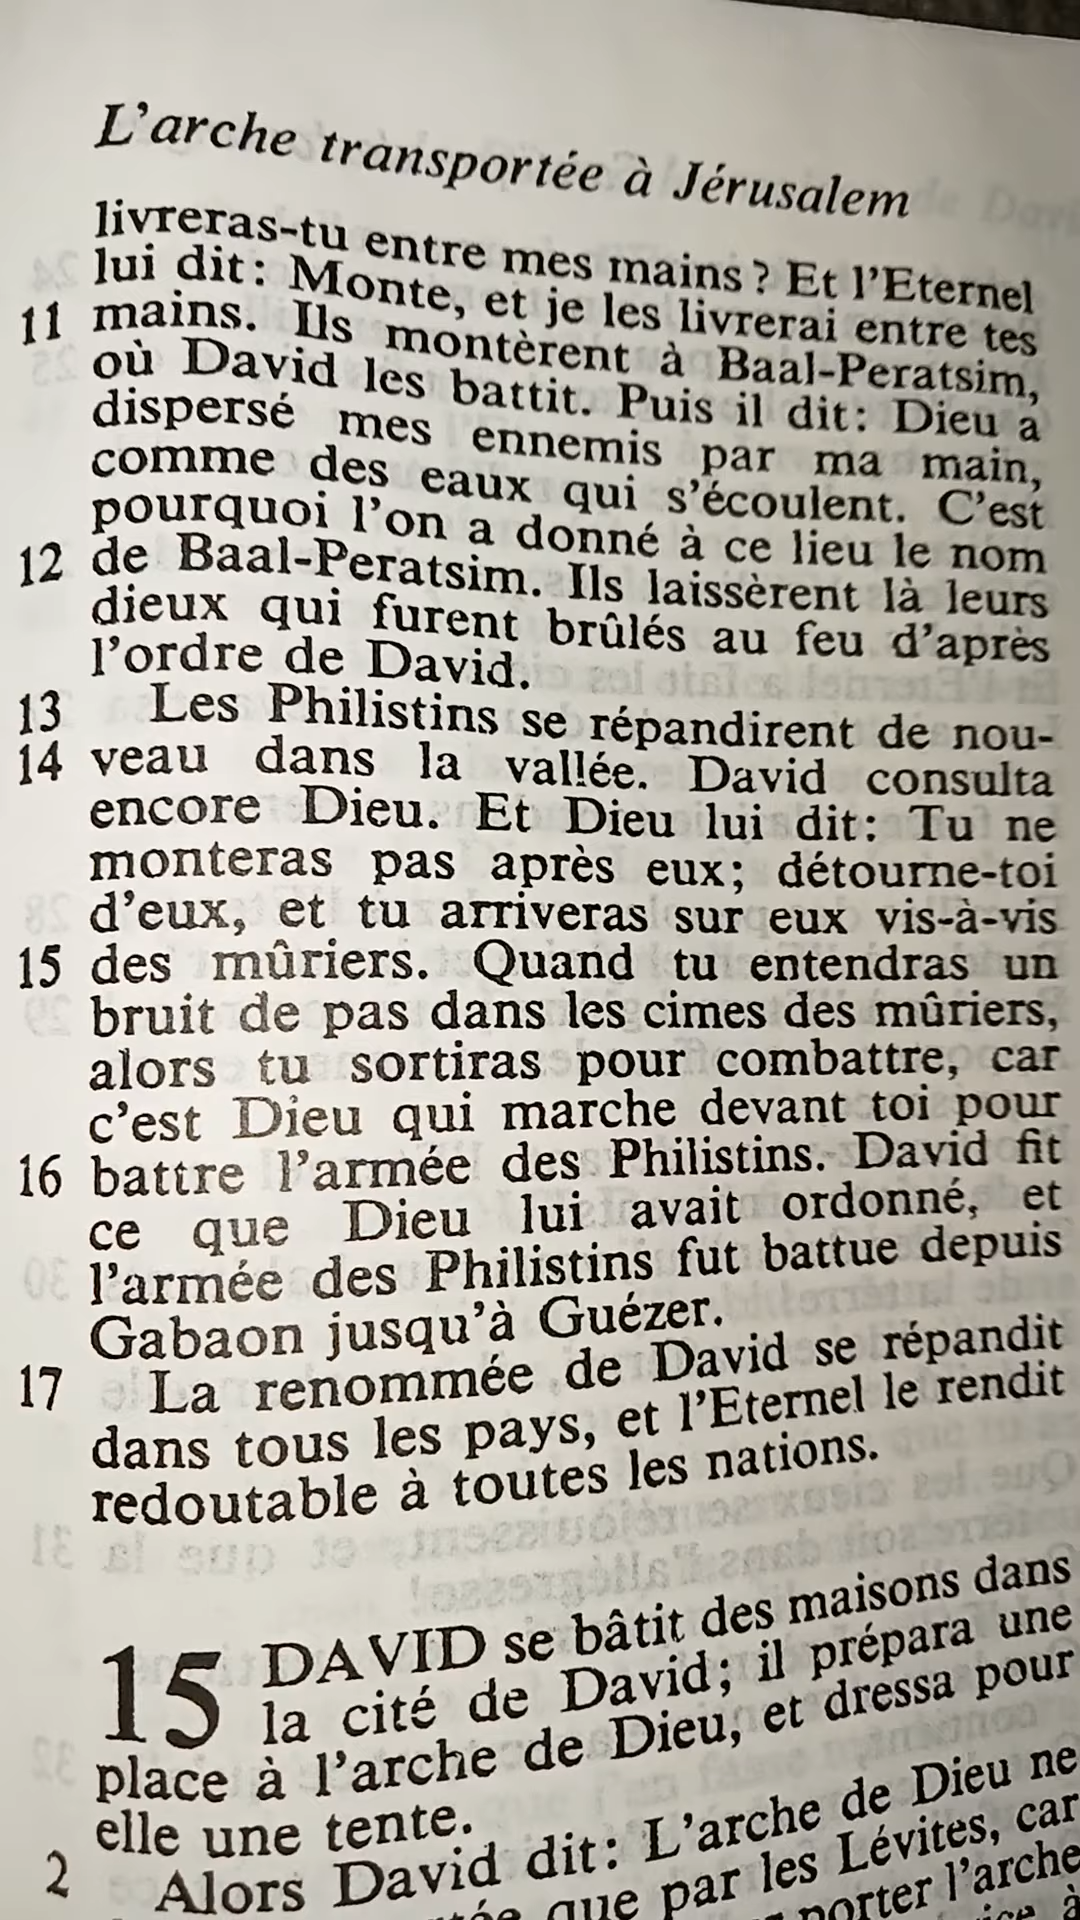 L'arche transportée à Jérusalem
livreras-tu entre mes mains? Et l'Eternel
lui dit: Monte, et je les livrerai entre tes
11 mains. Ils montèrent à Baal-Peratsim,
où David les battit. Puis il dit: Dieu a
dispersé mes ennemis par ma main,
comme des eaux qui s'écoulent. C'est
pourquoi l'on a donné à ce lieu le nom
12 de Baal-Peratsim. Ils laissèrent là leurs
dieux qui furent brûlés au feu d'après
l'ordre de David.
13 Les Philistins se répandirent de nou-
14 veau dans la vallée. David consulta
encore Dieu. Et Dieu lui dit: Tu ne
monteras pas après eux; détourne-toi
d'eux, et tu arriveras sur eux vis-à-vis
15 des mûriers. Quand tu entendras un
bruit de pas dans les cimes des mûriers,
alors tu sortiras pour combattre, car
c'est Dieu qui marche devant toi pour
16 battre l'armée des Philistins. David fit
ce que Dieu lui avait ordonné, et
l'armée des Philistins fut battue depuis
Gabaon jusqu'à Guézer.
17 La renommée de David se répandit
dans tous les pays, et l'Eternel le rendit
redoutable à toutes les nations.
15 DAVID se bâtit des maisons dans
la cité de David; il prépara une
place à l'arche de Dieu, et dressa pour
elle une tente.
2 Alors David dit: L'arche de Dieu ne
que par les Lévites, car
porter l'arche
à